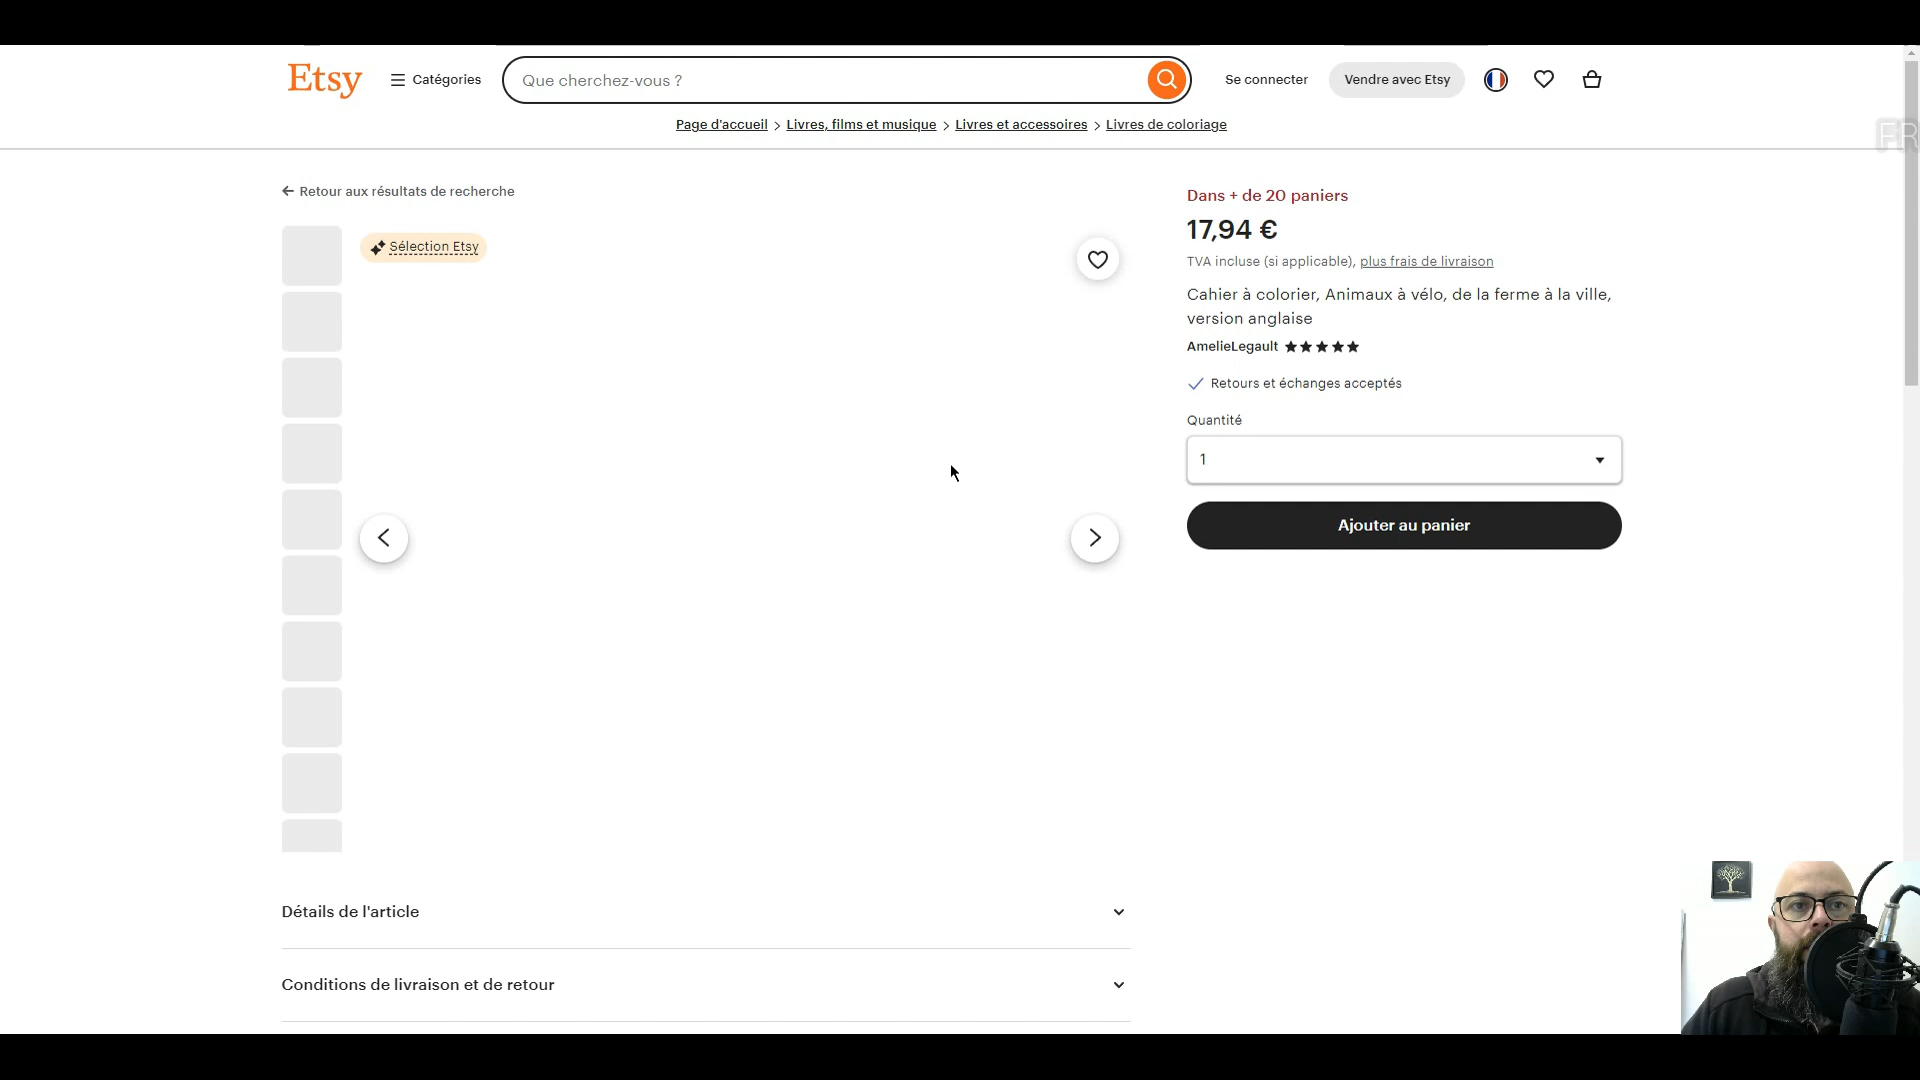 Etsy
Catégories
Que cherchez-vous ?
Se connecter
Vendre avec Etsy
Page d'accueil > Livres, films et musique > Livres et accessoires > Livres de coloriage
FR
Retour aux résultats de recherche
Sélection Etsy
Dans + de 20 paniers
17,94 €
TVA incluse (si applicable), plus frais de livraison
Cahier à colorier, Animaux à vélo, de la ferme à la ville,
version anglaise
AmelieLegault
Retours et échanges acceptés
Quantité
1
Ajouter au panier
Détails de l'article
Conditions de livraison et de retour